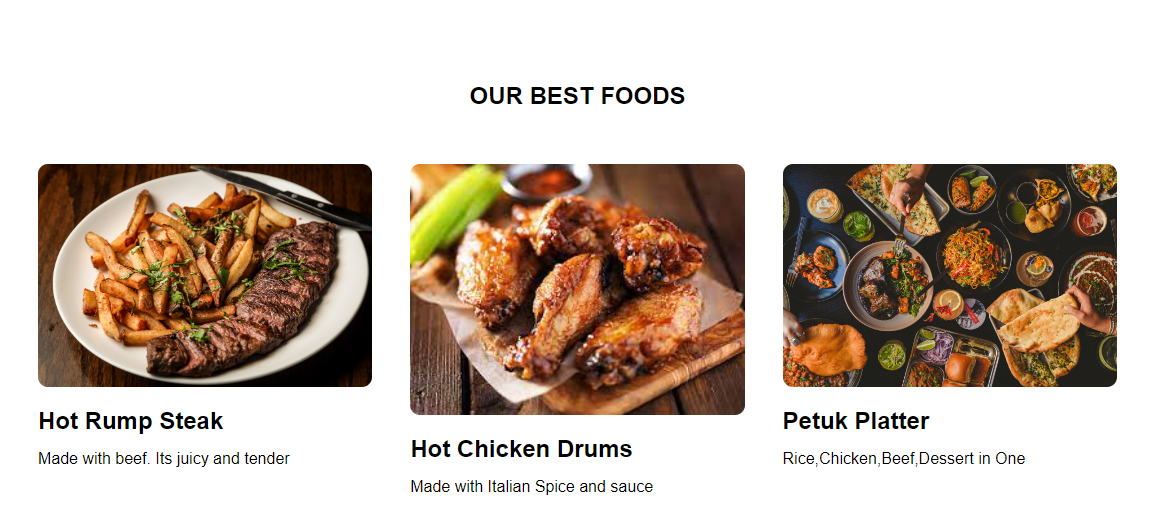 OUR BEST FOODS
Hot Rump Steak
Made with beef. Its juicy and tender
Hot Chicken Drums
Made with Italian Spice and sauce
Petuk Platter
Rice,Chicken,Beef,Dessert in One